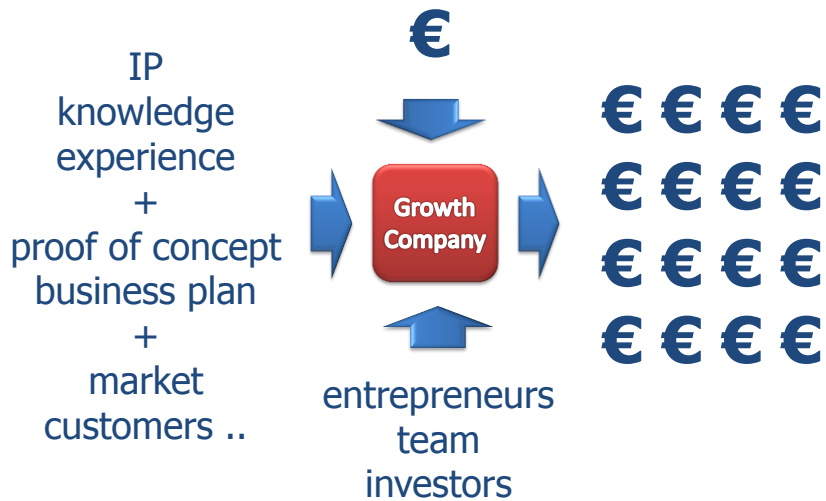 IP
knowledge
experience
+
proof of concept
business plan
+
market
customers ..
€
Growth
Company
entrepreneurs
team
investors
€ € € €
€ € € €
€ € € €
€ € € €